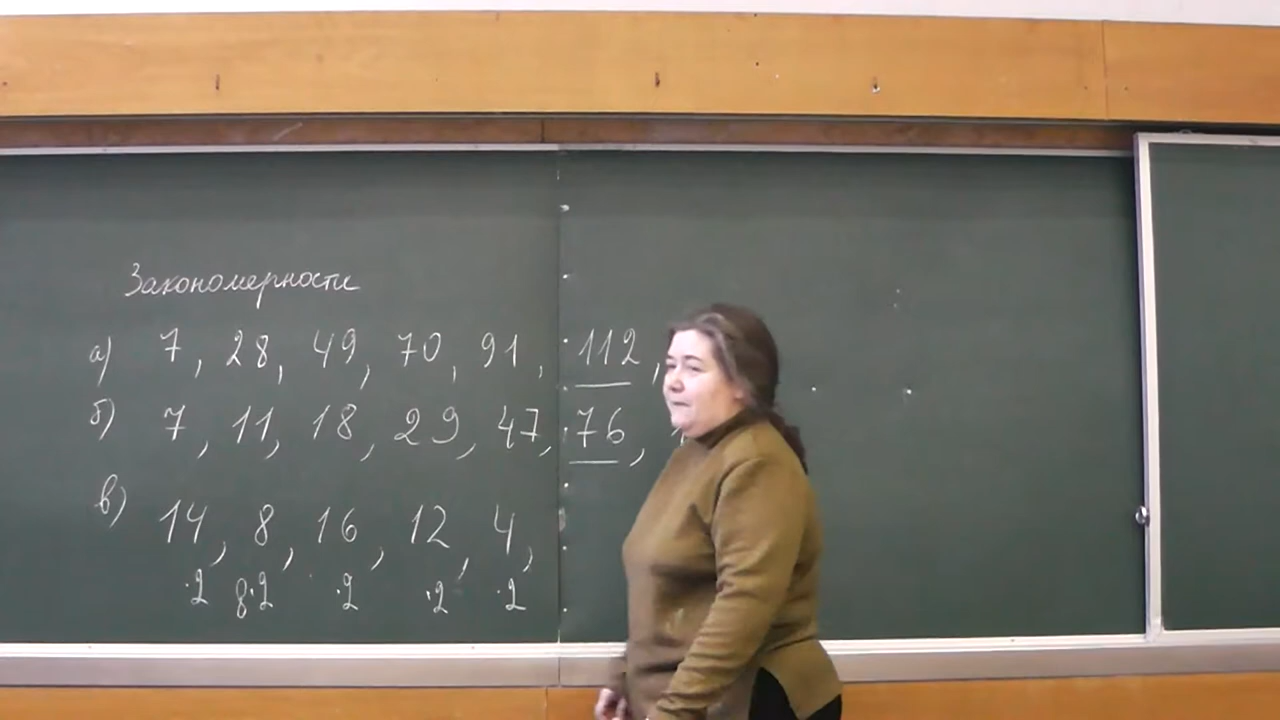 Закономерности
а) 7, 28, 49, 70, 91, 112,
б) 7, 11, 18, 29, 47, 76,
в) 14, 8, 16, 12, 4,
·2 8·2 ·2 ·2 ·2